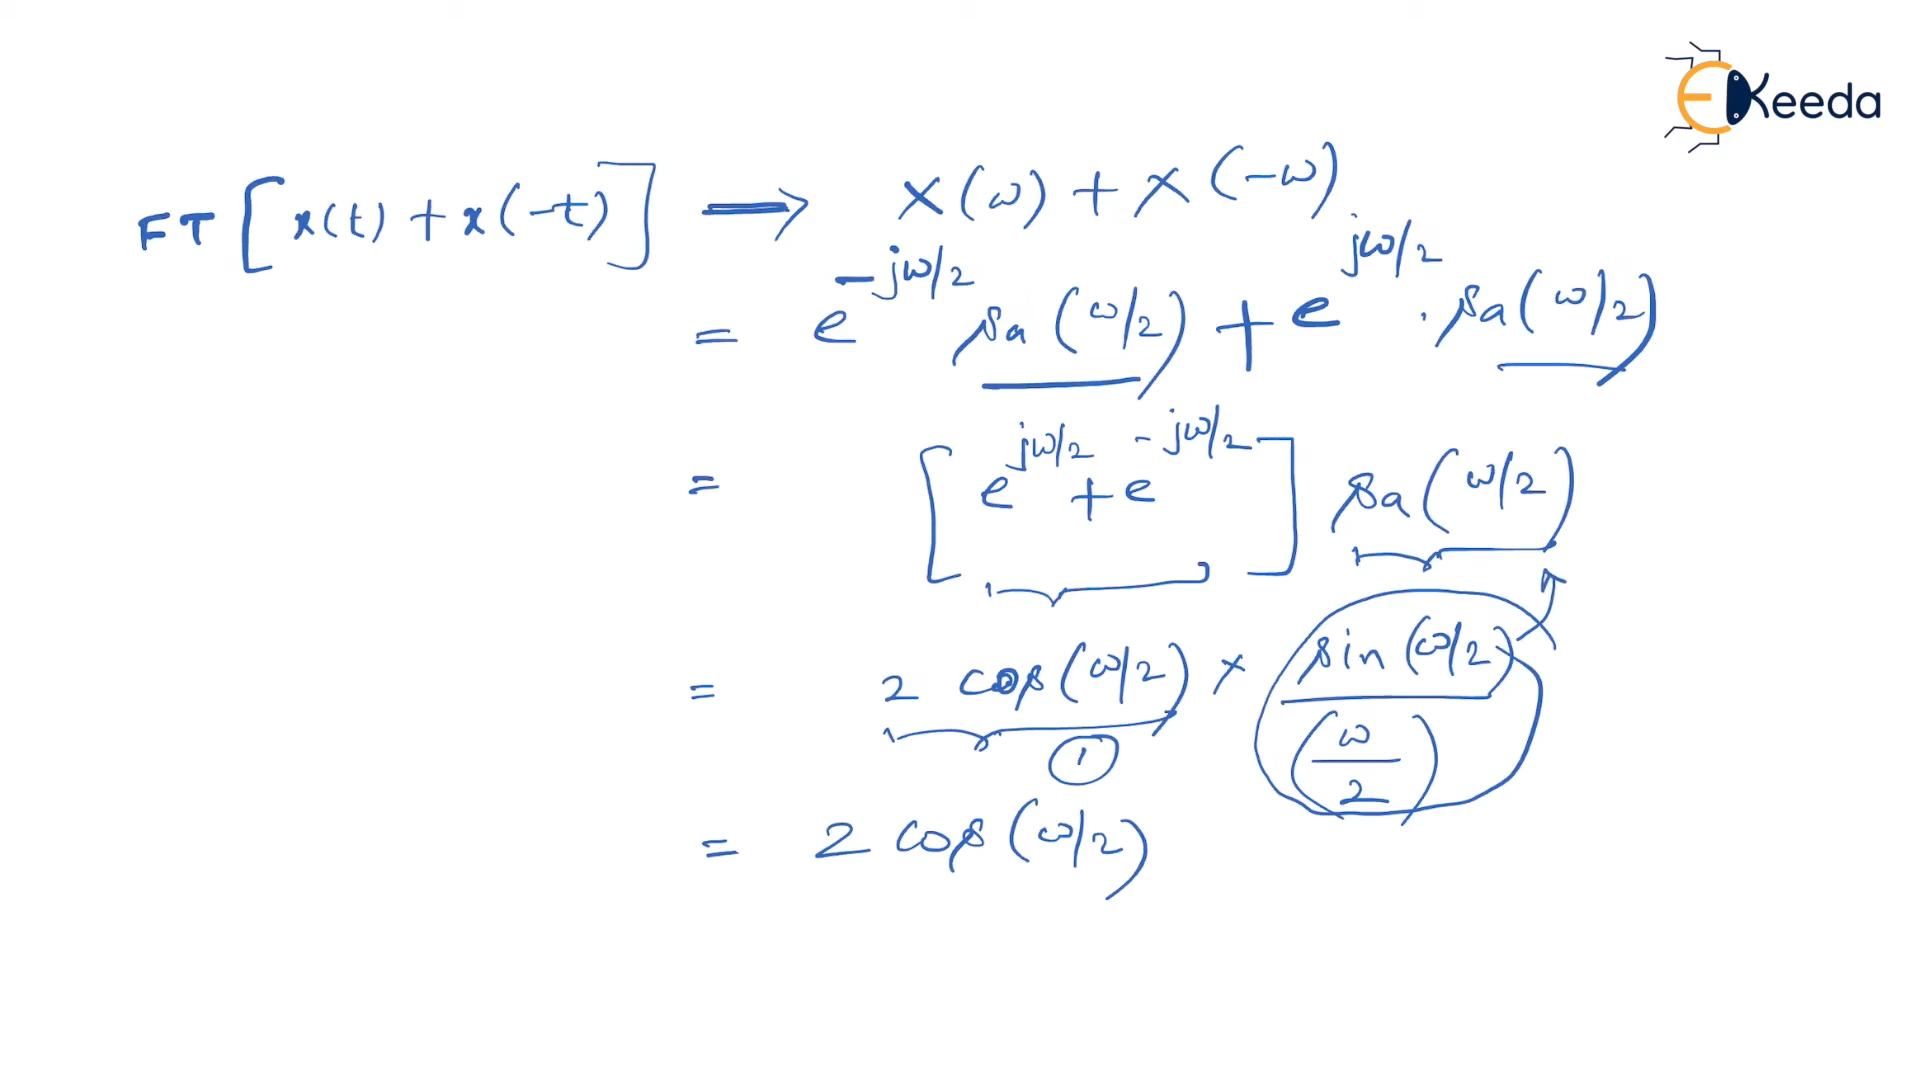 EKeeda
FT [x(t) + x(-t)] ⟹ X(ω) + X(-ω)
= e^{-jω/2} sa(ω/2) + e^{jω/2} . sa(ω/2)
= [e^{jω/2} + e^{-jω/2}] sa(ω/2)
= 2 cos(ω/2) × sin(ω/2) / (ω/2)
1
= 2 cos(ω/2)